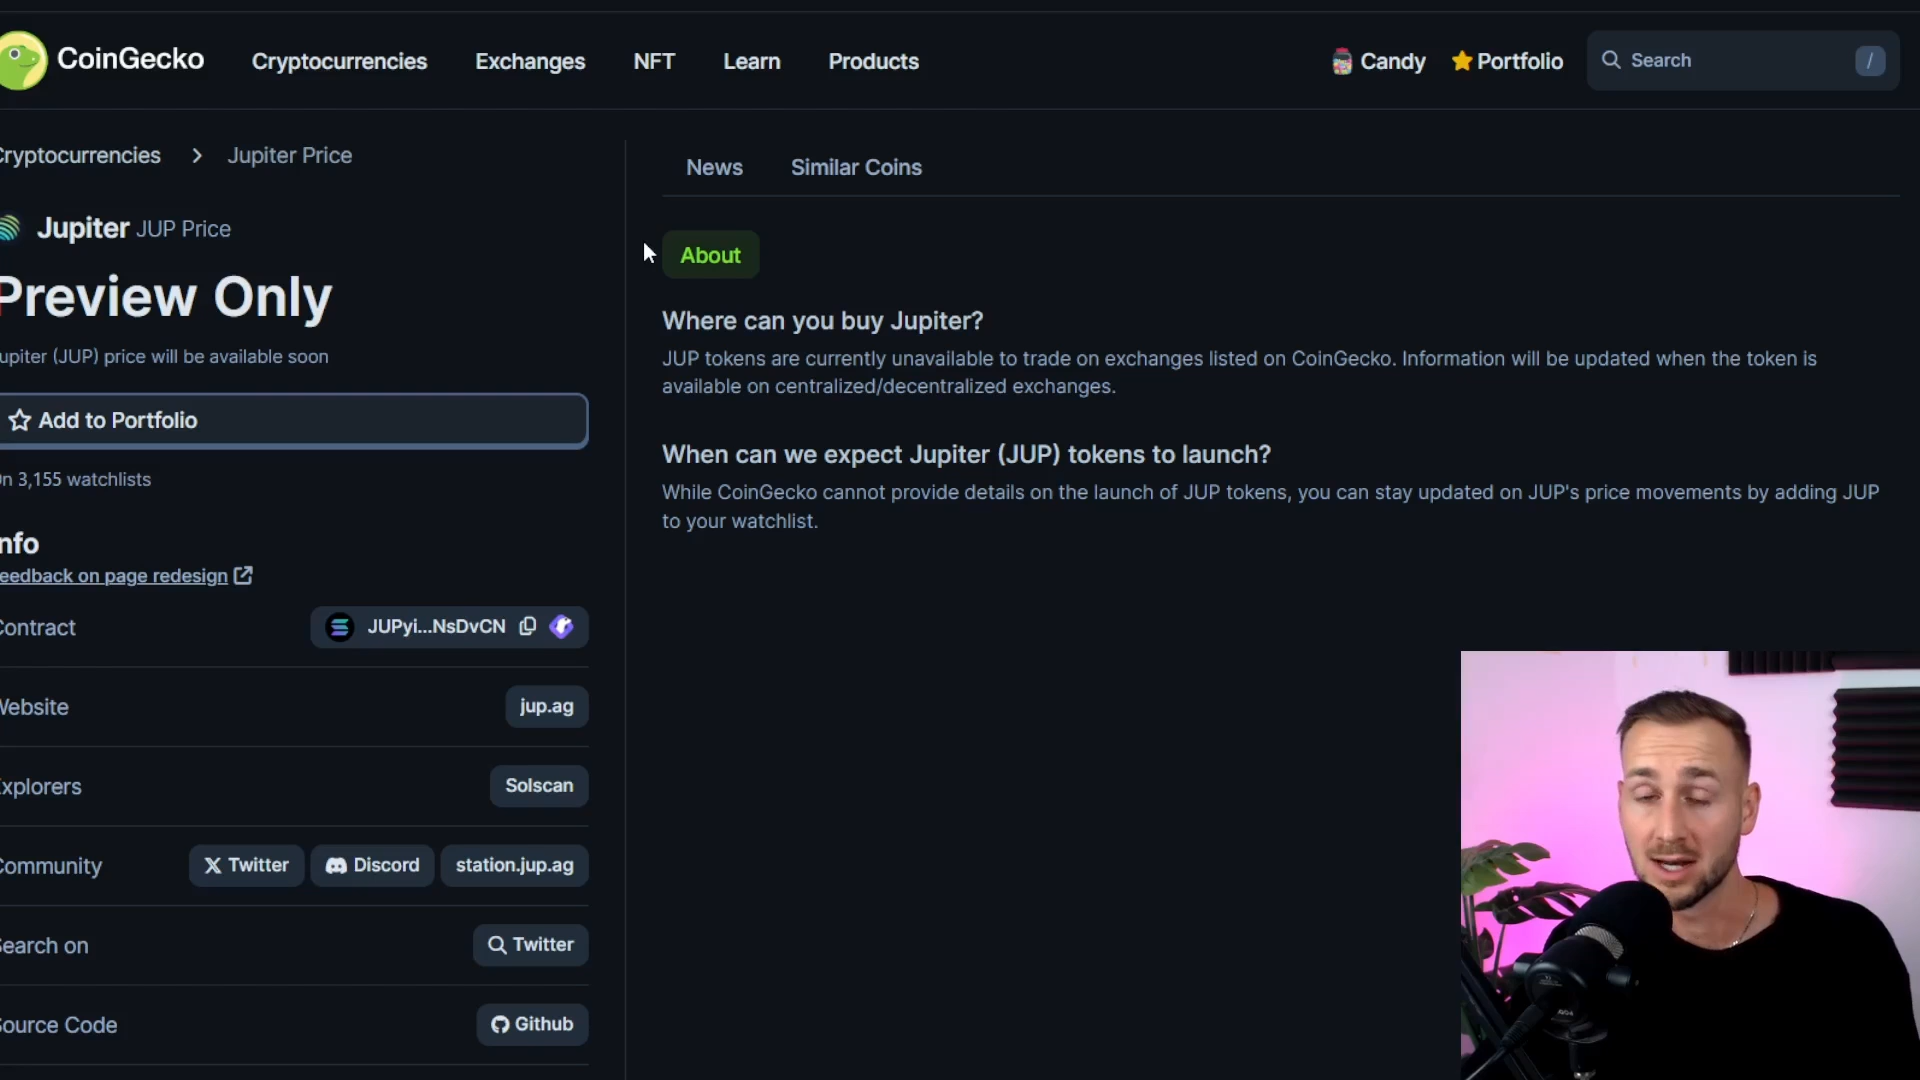 CoinGecko
Cryptocurrencies
Exchanges
NFT
Learn
Products
Candy
Portfolio
Search
/
ryptocurrencies
Jupiter Price
Jupiter JUP Price
Preview Only
upiter (JUP) price will be available soon
Add to Portfolio
n 3,155 watchlists
nfo
eedback on page redesign
Contract
JUPyi...NsDvCN
Website
jup.ag
xplorers
Solscan
Community
Twitter
Discord
station.jup.ag
Search on
Twitter
Source Code
Github
News
Similar Coins
About
Where can you buy Jupiter?
JUP tokens are currently unavailable to trade on exchanges listed on CoinGecko. Information will be updated when the token is
available on centralized/decentralized exchanges.
When can we expect Jupiter (JUP) tokens to launch?
While CoinGecko cannot provide details on the launch of JUP tokens, you can stay updated on JUP's price movements by adding JUP
to your watchlist.